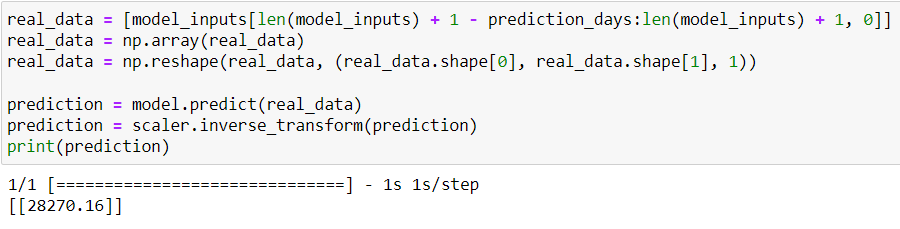 real_data = [model_inputs[len(model_inputs) + 1 - prediction_days:len(model_inputs) + 1, 0]]
real_data = np.array(real_data)
real_data = np.reshape(real_data, (real_data.shape[0], real_data.shape[1], 1))
prediction = model.predict(real_data)
prediction = scaler.inverse_transform(prediction)
print(prediction)
1/1 [==============================] - 1s 1s/step
[[28270.16]]